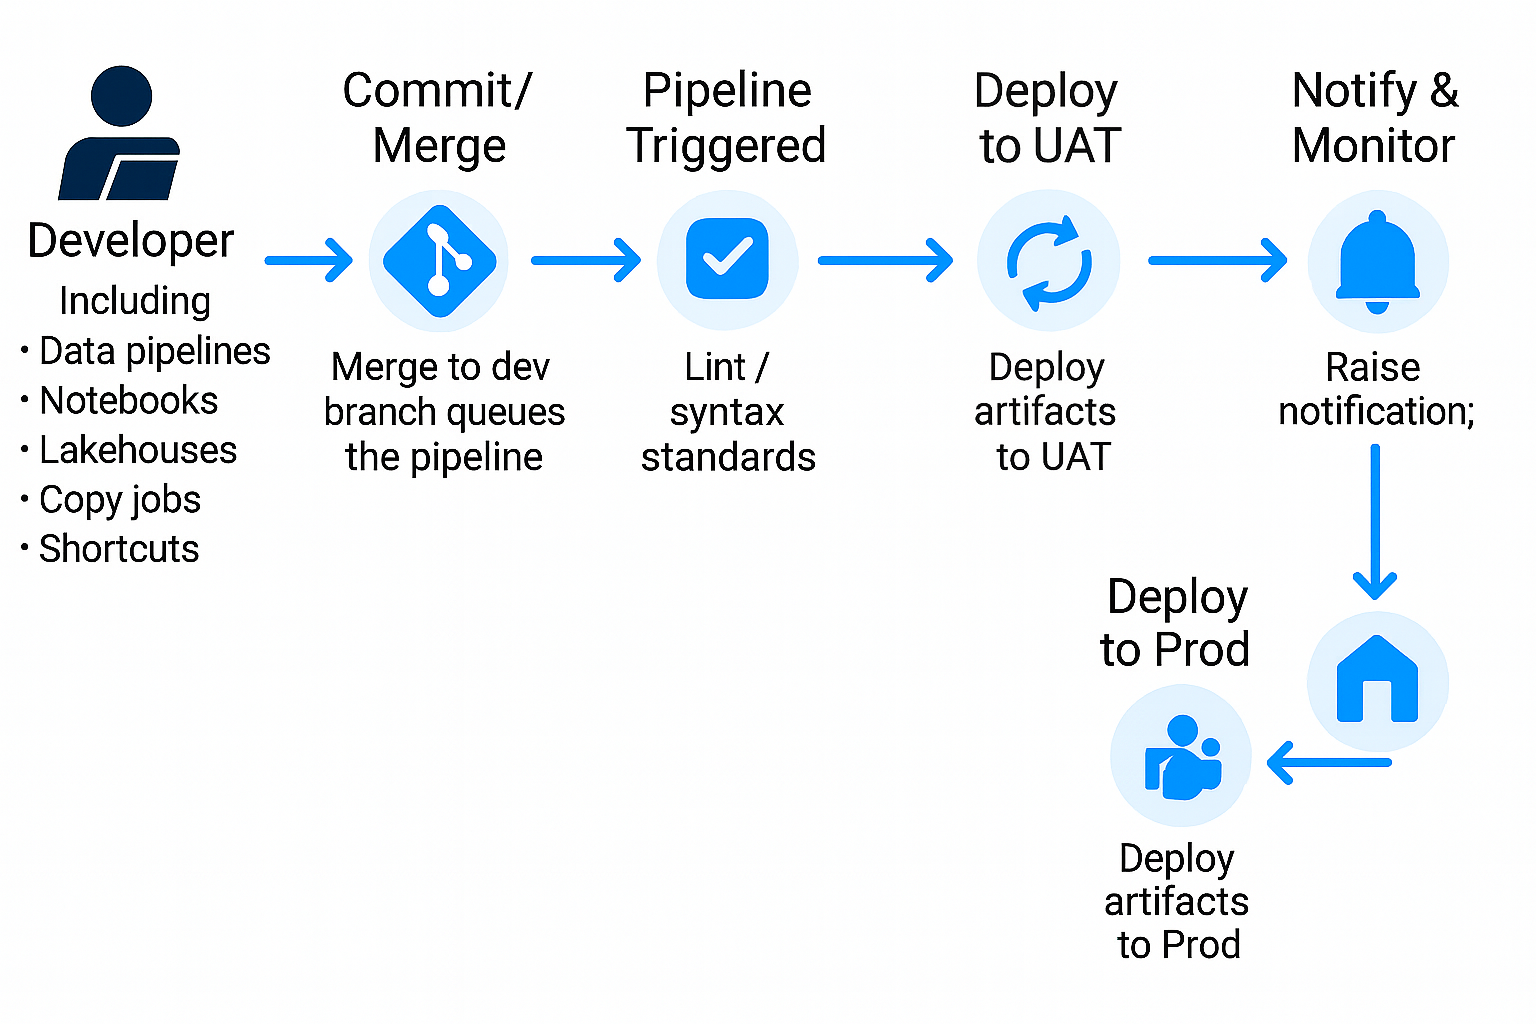 Developer
Including
· Data pipelines
· Notebooks
· Lakehouses
· Copy jobs
· Shortcuts
Commit/
Merge
Merge to dev
branch queues
the pipeline
Pipeline
Triggered
Lint /
syntax
standards
Deploy
to UAT
Deploy
artifacts
to UAT
Notify &
Monitor
Raise
notification;
Deploy
to Prod
Deploy
artifacts
to Prod